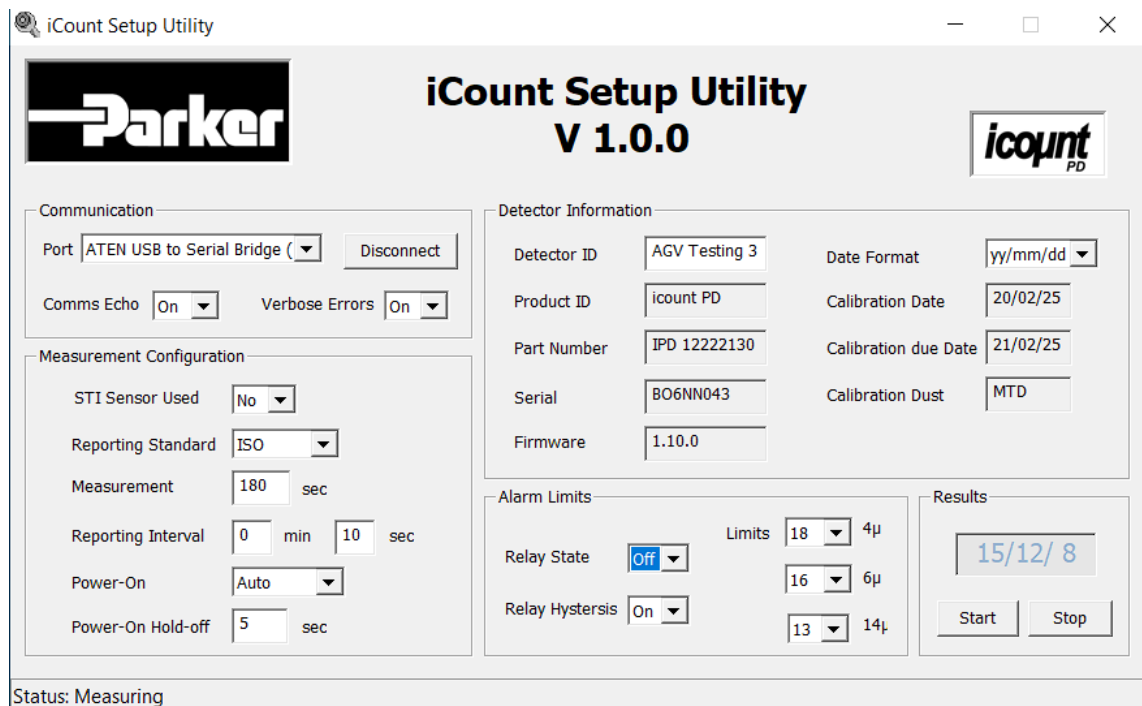 iCount Setup Utility
Parker
iCount Setup Utility
V 1.0.0
icoµnt
PD
Communication
Port ATEN USB to Serial Bridge ( Disconnect
Comms Echo On Verbose Errors On
Measurement Configuration
STI Sensor Used No
Reporting Standard ISO
Measurement 180 sec
Reporting Interval 0 min 10 sec
Power-On Auto
Power-On Hold-off 5 sec
Detector Information
Detector ID AGV Testing 3 Date Format yy/mm/dd
Product ID icount PD Calibration Date 20/02/25
Part Number IPD 12222130 Calibration due Date 21/02/25
Serial BO6NN043 Calibration Dust MTD
Firmware 1.10.0
Alarm Limits
Limits 18 4µ
Relay State Off
16 6µ
Relay Hystersis On
13 14µ
Results
15/12/ 8
Start Stop
Status: Measuring